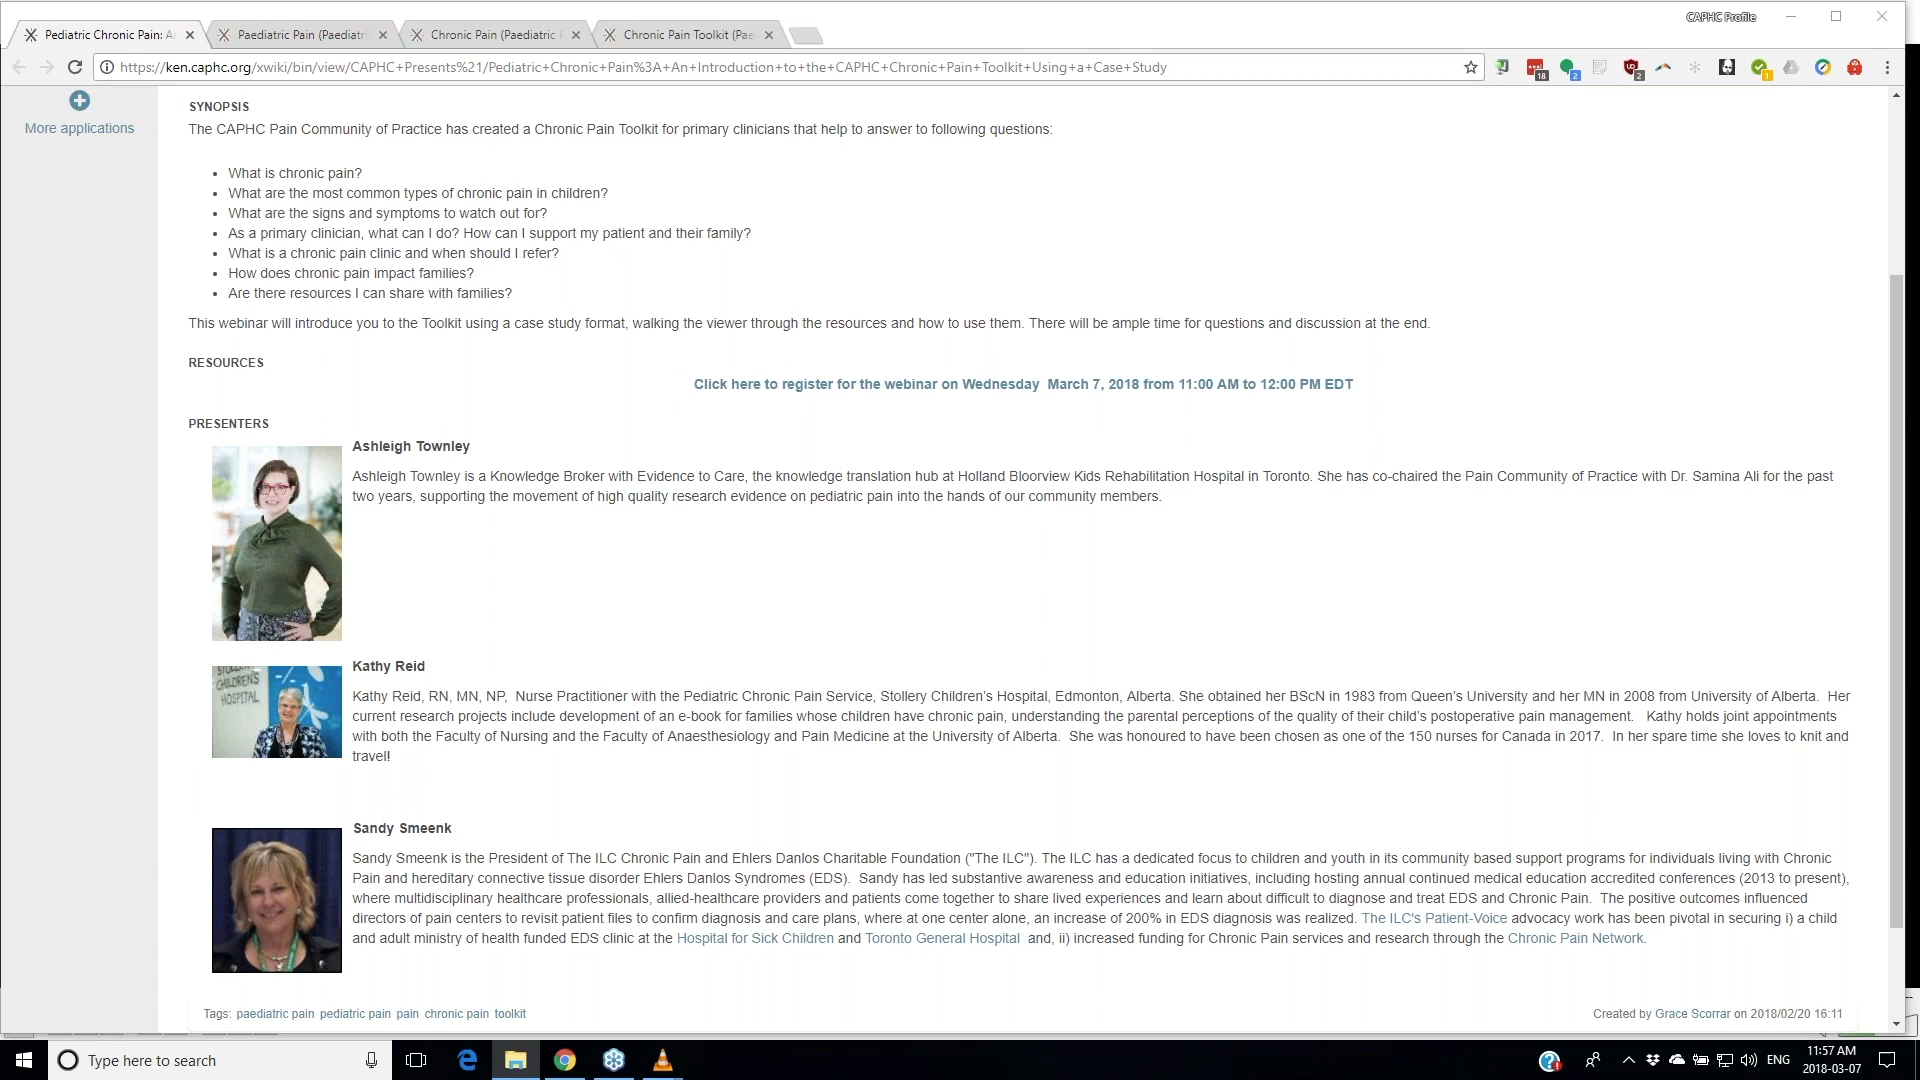 CAPHC Profile
Pediatric Chronic Pain: A
Paediatric Pain (Paediatri
Chronic Pain (Paediatric
Chronic Pain Toolkit (Pae
https://ken.caphc.org/xwiki/bin/view/CAPHC+Presents%21/Pediatric+Chronic+Pain%3A+An+Introduction+to+the+CAPHC+Chronic+Pain+Toolkit+Using+a+Case+Study
18
2
2
1
More applications
SYNOPSIS
The CAPHC Pain Community of Practice has created a Chronic Pain Toolkit for primary clinicians that help to answer to following questions:
• What is chronic pain?
• What are the most common types of chronic pain in children?
• What are the signs and symptoms to watch out for?
• As a primary clinician, what can I do? How can I support my patient and their family?
• What is a chronic pain clinic and when should I refer?
• How does chronic pain impact families?
• Are there resources I can share with families?
This webinar will introduce you to the Toolkit using a case study format, walking the viewer through the resources and how to use them. There will be ample time for questions and discussion at the end.
RESOURCES
Click here to register for the webinar on Wednesday March 7, 2018 from 11:00 AM to 12:00 PM EDT
PRESENTERS
Ashleigh Townley
Ashleigh Townley is a Knowledge Broker with Evidence to Care, the knowledge translation hub at Holland Bloorview Kids Rehabilitation Hospital in Toronto. She has co-chaired the Pain Community of Practice with Dr. Samina Ali for the past
two years, supporting the movement of high quality research evidence on pediatric pain into the hands of our community members.
CHILDREN'S
HOSPITAL
Kathy Reid
Kathy Reid, RN, MN, NP, Nurse Practitioner with the Pediatric Chronic Pain Service, Stollery Children's Hospital, Edmonton, Alberta. She obtained her BScN in 1983 from Queen's University and her MN in 2008 from University of Alberta. Her
current research projects include development of an e-book for families whose children have chronic pain, understanding the parental perceptions of the quality of their child's postoperative pain management. Kathy holds joint appointments
with both the Faculty of Nursing and the Faculty of Anaesthesiology and Pain Medicine at the University of Alberta. She was honoured to have been chosen as one of the 150 nurses for Canada in 2017. In her spare time she loves to knit and
travel!
Sandy Smeenk
Sandy Smeenk is the President of The ILC Chronic Pain and Ehlers Danlos Charitable Foundation ("The ILC"). The ILC has a dedicated focus to children and youth in its community based support programs for individuals living with Chronic
Pain and hereditary connective tissue disorder Ehlers Danlos Syndromes (EDS). Sandy has led substantive awareness and education initiatives, including hosting annual continued medical education accredited conferences (2013 to present),
where multidisciplinary healthcare professionals, allied-healthcare providers and patients come together to share lived experiences and learn about difficult to diagnose and treat EDS and Chronic Pain. The positive outcomes influenced
directors of pain centers to revisit patient files to confirm diagnosis and care plans, where at one center alone, an increase of 200% in EDS diagnosis was realized. The ILC's Patient-Voice advocacy work has been pivotal in securing i) a child
and adult ministry of health funded EDS clinic at the Hospital for Sick Children and Toronto General Hospital and, ii) increased funding for Chronic Pain services and research through the Chronic Pain Network.
Tags: paediatric pain pediatric pain pain chronic pain toolkit
Created by Grace Scorrar on 2018/02/20 16:11
Type here to search
ENG
11:57 AM
2018-03-07